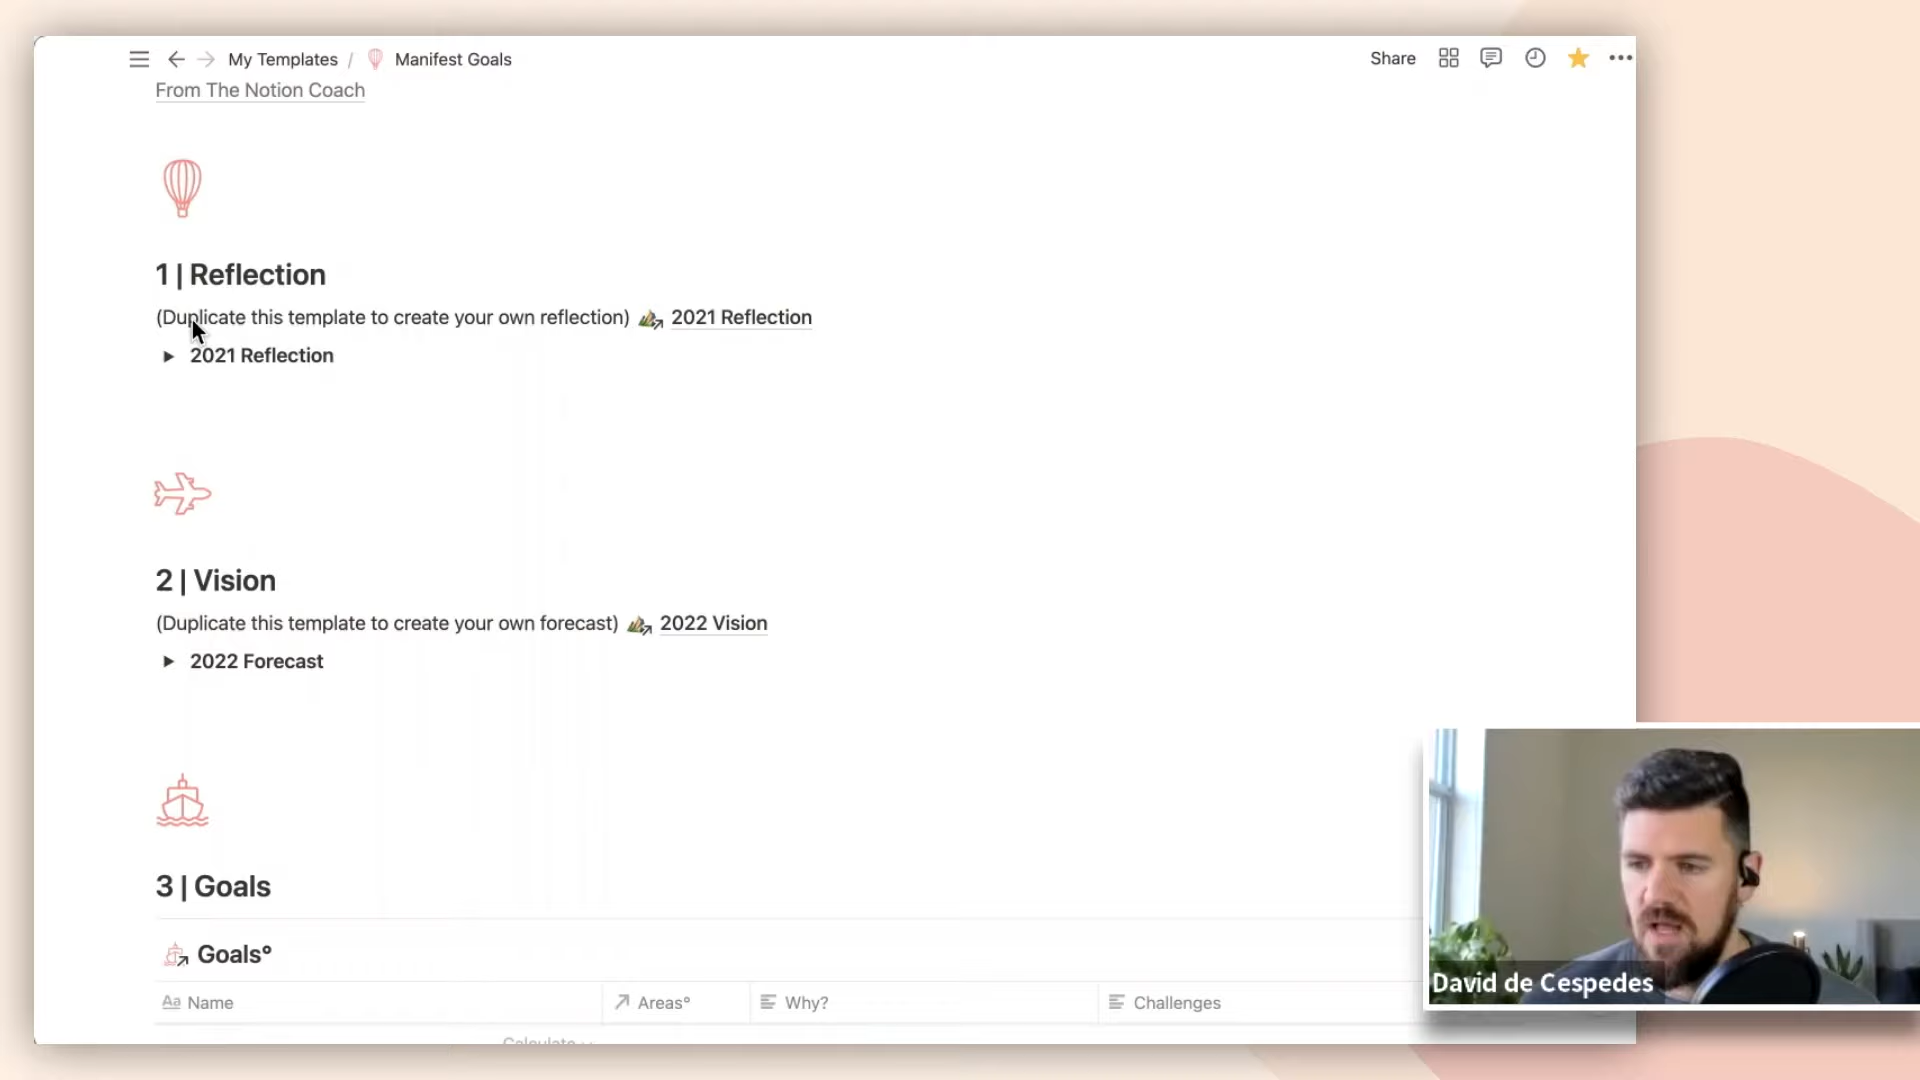 My Templates / Manifest Goals
Share
From The Notion Coach
1 | Reflection
(Duplicate this template to create your own reflection) 2021 Reflection
2021 Reflection
2 | Vision
(Duplicate this template to create your own forecast) 2022 Vision
2022 Forecast
3 | Goals
Goals°
Aa Name
Areas°
Why?
Challenges
Calculate
David de Cespedes